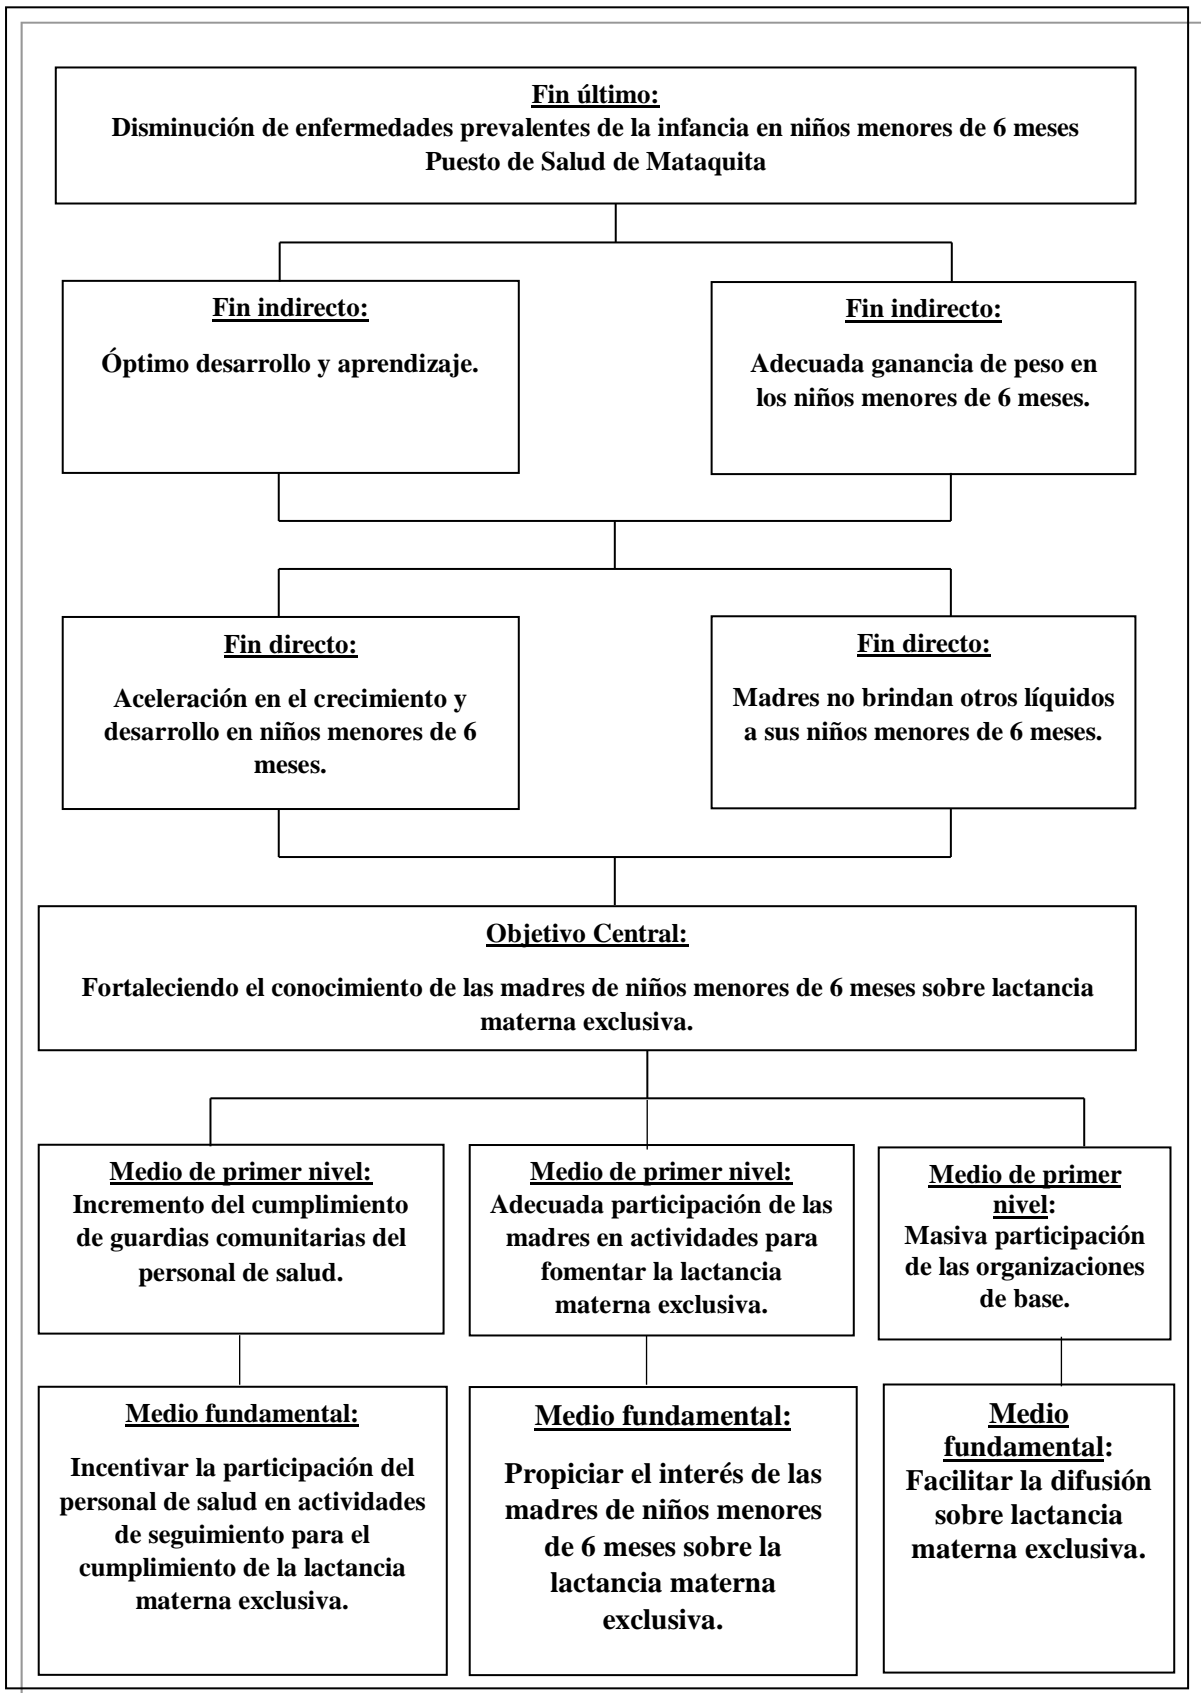 Fin último:
Disminución de enfermedades prevalentes de la infancia en niños menores de 6 meses
Puesto de Salud de Mataquita
Fin indirecto:
Óptimo desarrollo y aprendizaje.
Fin indirecto:
Adecuada ganancia de peso en
los niños menores de 6 meses.
Fin directo:
Aceleración en el crecimiento y
desarrollo en niños menores de 6
meses.
Fin directo:
Madres no brindan otros líquidos
a sus niños menores de 6 meses.
Objetivo Central:
Fortaleciendo el conocimiento de las madres de niños menores de 6 meses sobre lactancia
materna exclusiva.
Medio de primer nivel:
Incremento del cumplimiento
de guardias comunitarias del
personal de salud.
Medio de primer nivel:
Adecuada participación de las
madres en actividades para
fomentar la lactancia
materna exclusiva.
Medio de primer
nivel:
Masiva participación
de las organizaciones
de base.
Medio fundamental:
Incentivar la participación del
personal de salud en actividades
de seguimiento para el
cumplimiento de la lactancia
materna exclusiva.
Medio fundamental:
Propiciar el interés de las
madres de niños menores
de 6 meses sobre la
lactancia materna
exclusiva.
Medio
fundamental:
Facilitar la difusión
sobre lactancia
materna exclusiva.